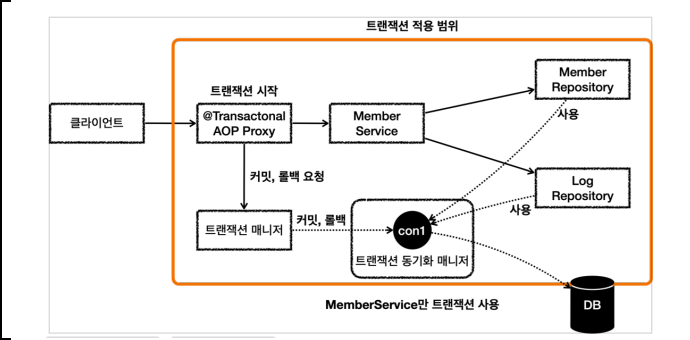 트랜잭션 적용 범위
트랜잭션 시작
클라이언트
@Transactonal
AOP Proxy
Member
Service
Member
Repository
사용
Log
Repository
사용
커밋, 롤백 요청
트랜잭션 매니저
커밋, 롤백
con1
트랜잭션 동기화 매니저
MemberService만 트랜잭션 사용
DB